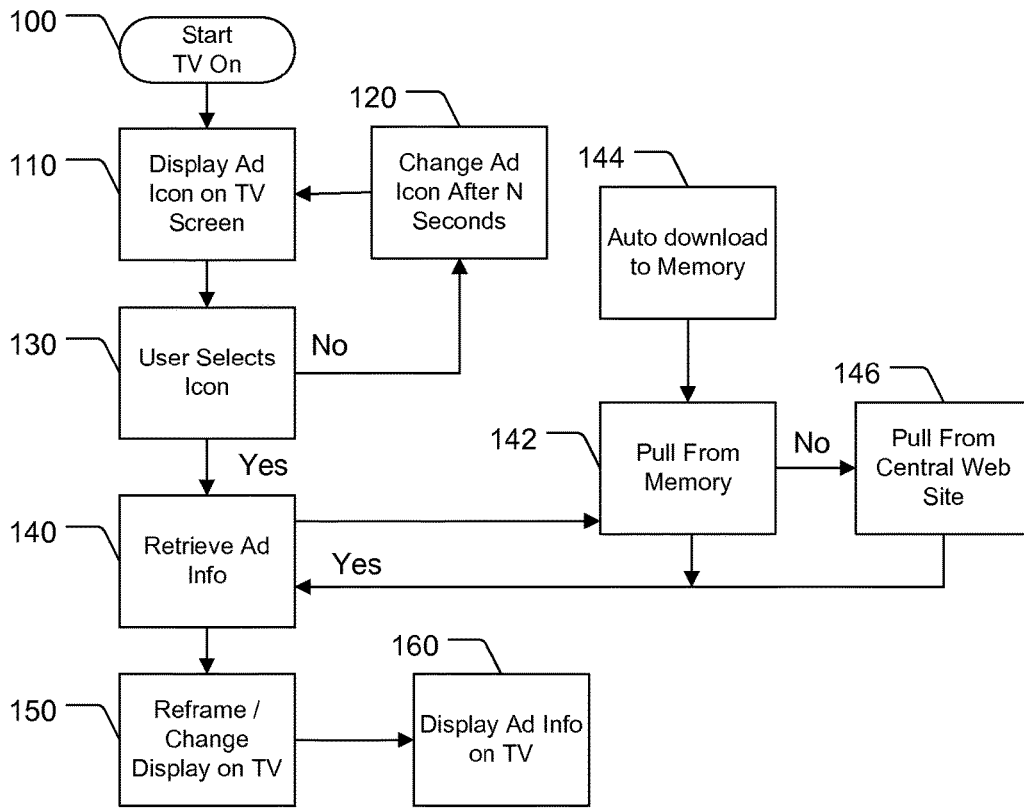 100
Start
TV On
120
110
Display Ad
Icon on TV
Screen
Change Ad
Icon After N
Seconds
144
Auto download
to Memory
130
User Selects
Icon
No
146
142
Pull From
Memory
No
Pull From
Central Web
Site
Yes
140
Retrieve Ad
Info
Yes
160
150
Reframe /
Change
Display on TV
Display Ad Info
on TV